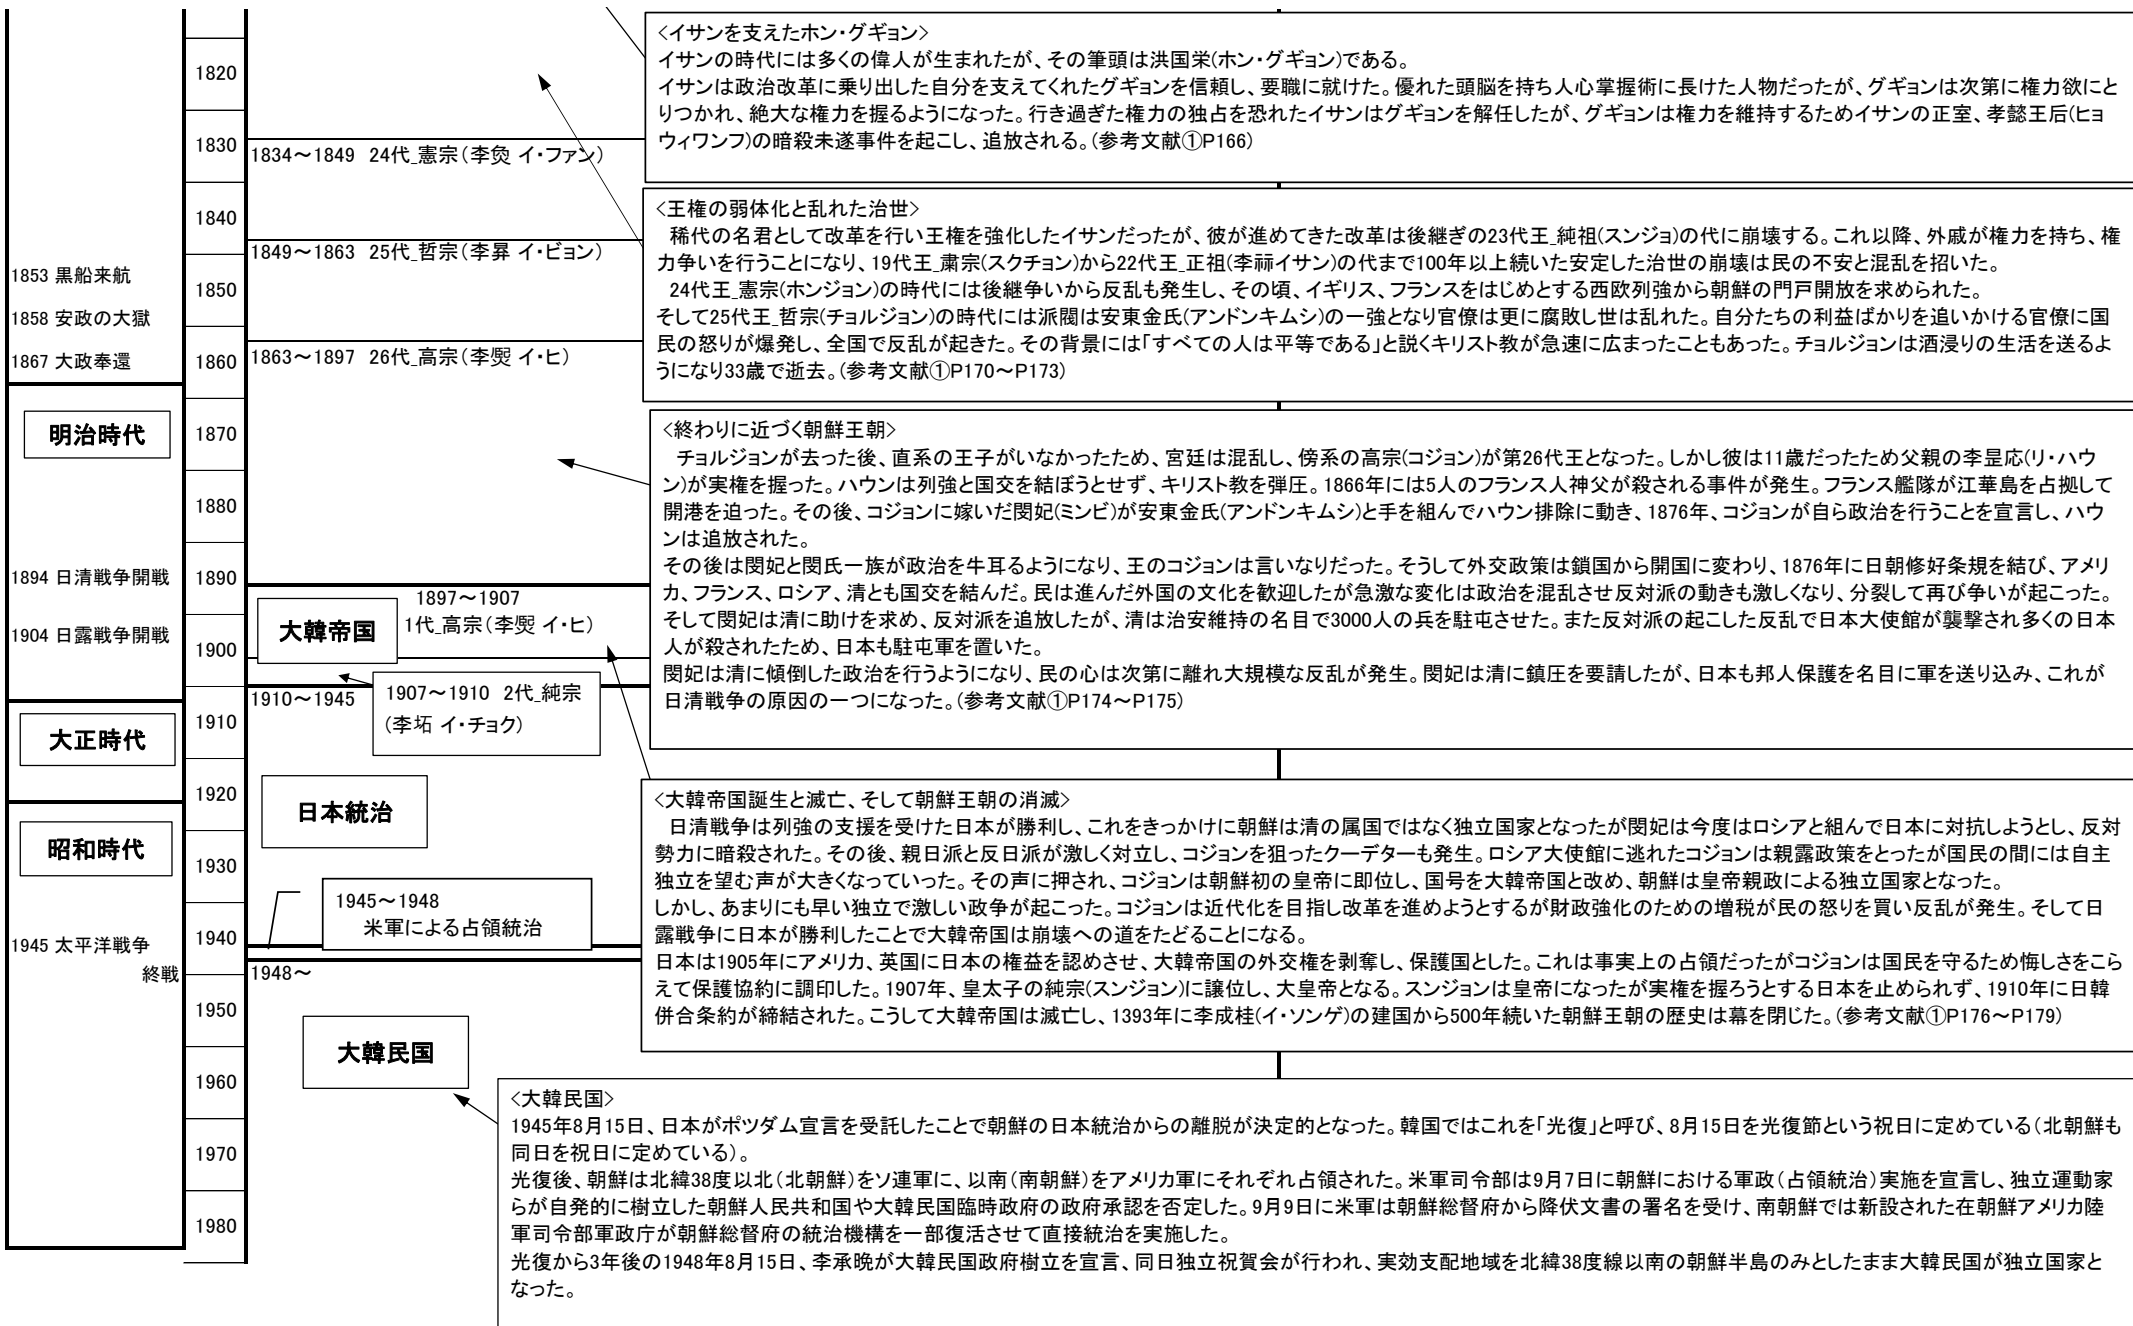 1853 黒船来航
1858 安政の大獄
1867 大政奉還
明治時代
1894 日清戦争開戦
1904 日露戦争開戦
大正時代
昭和時代
1945 太平洋戦争
終戦
1820
1830
1840
1850
1860
1870
1880
1890
1900
1910
1920
1930
1940
1950
1960
1970
1980
1834～1849 24代_憲宗(李奐 イ・ファン)
1849～1863 25代_哲宗(李昪 イ・ビョン)
1863～1897 26代_高宗(李㷩 イ・ヒ)
大韓帝国
1897～1907
1代_高宗(李㷩 イ・ヒ)
1910～1945
1907～1910 2代_純宗
(李坧 イ・チョク)
日本統治
1945～1948
米軍による占領統治
1948～
大韓民国
<イサンを支えたホン・グギョン>
イサンの時代には多くの偉人が生まれたが、その筆頭は洪国栄(ホン・グギョン)である。
イサンは政治改革に乗り出した自分を支えてくれたグギョンを信頼し、要職に就けた。優れた頭脳を持ち人心掌握術に長けた人物だったが、グギョンは次第に権力欲にと
りつかれ、絶大な権力を握るようになった。行き過ぎた権力の独占を恐れたイサンはグギョンを解任したが、グギョンは権力を維持するためイサンの正室、孝懿王后(ヒョ
ウィワンフ)の暗殺未遂事件を起こし、追放される。(参考文献①P166)
<王権の弱体化と乱れた治世>
稀代の名君として改革を行い王権を強化したイサンだったが、彼が進めてきた改革は後継ぎの23代王_純祖(スンジョ)の代に崩壊する。これ以降、外戚が権力を持ち、権
力争いを行うことになり、19代王_粛宗(スクチョン)から22代王_正祖(李祘イサン)の代まで100年以上続いた安定した治世の崩壊は民の不安と混乱を招いた。
24代王_憲宗(ホンジョン)の時代には後継争いから反乱も発生し、その頃、イギリス、フランスをはじめとする西欧列強から朝鮮の門戸開放を求められた。
そして25代王_哲宗(チョルジョン)の時代には派閥は安東金氏(アンドンキムシ)の一強となり官僚は更に腐敗し世は乱れた。自分たちの利益ばかりを追いかける官僚に国
民の怒りが爆発し、全国で反乱が起きた。その背景には「すべての人は平等である」と説くキリスト教が急速に広まったこともあった。チョルジョンは酒浸りの生活を送るよ
うになり33歳で逝去。(参考文献①P170～P173)
<終わりに近づく朝鮮王朝>
チョルジョンが去った後、直系の王子がいなかったため、宮廷は混乱し、傍系の高宗(コジョン)が第26代王となった。しかし彼は11歳だったため父親の李昰応(リ・ハウ
ン)が実権を握った。ハウンは列強と国交を結ぼうとせず、キリスト教を弾圧。1866年には5人のフランス人神父が殺される事件が発生。フランス艦隊が江華島を占拠して
開港を迫った。その後、コジョンに嫁いだ閔妃(ミンビ)が安東金氏(アンドンキムシ)と手を組んでハウン排除に動き、1876年、コジョンが自ら政治を行うことを宣言し、ハウ
ンは追放された。
その後は閔妃と閔氏一族が政治を牛耳るようになり、王のコジョンは言いなりだった。そうして外交政策は鎖国から開国に変わり、1876年に日朝修好条規を結び、アメリ
カ、フランス、ロシア、清とも国交を結んだ。民は進んだ外国の文化を歓迎したが急激な変化は政治を混乱させ反対派の動きも激しくなり、分裂して再び争いが起こった。
そして閔妃は清に助けを求め、反対派を追放したが、清は治安維持の名目で3000人の兵を駐屯させた。また反対派の起こした反乱で日本大使館が襲撃され多くの日本
人が殺されたため、日本も駐屯軍を置いた。
閔妃は清に傾倒した政治を行うようになり、民の心は次第に離れ大規模な反乱が発生。閔妃は清に鎮圧を要請したが、日本も邦人保護を名目に軍を送り込み、これが
日清戦争の原因の一つになった。(参考文献①P174～P175)
<大韓帝国誕生と滅亡、そして朝鮮王朝の消滅>
日清戦争は列強の支援を受けた日本が勝利し、これをきっかけに朝鮮は清の属国ではなく独立国家となったが閔妃は今度はロシアと組んで日本に対抗しようとし、反対
勢力に暗殺された。その後、親日派と反日派が激しく対立し、コジョンを狙ったクーデターも発生。ロシア大使館に逃れたコジョンは親露政策をとったが国民の間には自主
独立を望む声が大きくなっていった。その声に押され、コジョンは朝鮮初の皇帝に即位し、国号を大韓帝国と改め、朝鮮は皇帝親政による独立国家となった。
しかし、あまりにも早い独立で激しい政争が起こった。コジョンは近代化を目指し改革を進めようとするが財政強化のための増税が民の怒りを買い反乱が発生。そして日
露戦争に日本が勝利したことで大韓帝国は崩壊への道をたどることになる。
日本は1905年にアメリカ、英国に日本の権益を認めさせ、大韓帝国の外交権を剥奪し、保護国とした。これは事実上の占領だったがコジョンは国民を守るため悔しさをこら
えて保護協約に調印した。1907年、皇太子の純宗(スンジョン)に譲位し、大皇帝となる。スンジョンは皇帝になったが実権を握ろうとする日本を止められず、1910年に日韓
併合条約が締結された。こうして大韓帝国は滅亡し、1393年に李成桂(イ・ソンゲ)の建国から500年続いた朝鮮王朝の歴史は幕を閉じた。(参考文献①P176～P179)
<大韓民国>
1945年8月15日、日本がポツダム宣言を受託したことで朝鮮の日本統治からの離脱が決定的となった。韓国ではこれを「光復」と呼び、8月15日を光復節という祝日に定めている(北朝鮮も
同日を祝日に定めている)。
光復後、朝鮮は北緯38度以北(北朝鮮)をソ連軍に、以南(南朝鮮)をアメリカ軍にそれぞれ占領された。米軍司令部は9月7日に朝鮮における軍政(占領統治)実施を宣言し、独立運動家
らが自発的に樹立した朝鮮人民共和国や大韓民国臨時政府の政府承認を否定した。9月9日に米軍は朝鮮総督府から降伏文書の署名を受け、南朝鮮では新設された在朝鮮アメリカ陸
軍司令部軍政庁が朝鮮総督府の統治機構を一部復活させて直接統治を実施した。
光復から3年後の1948年8月15日、李承晩が大韓民国政府樹立を宣言、同日独立祝賀会が行われ、実効支配地域を北緯38度線以南の朝鮮半島のみとしたまま大韓民国が独立国家と
なった。